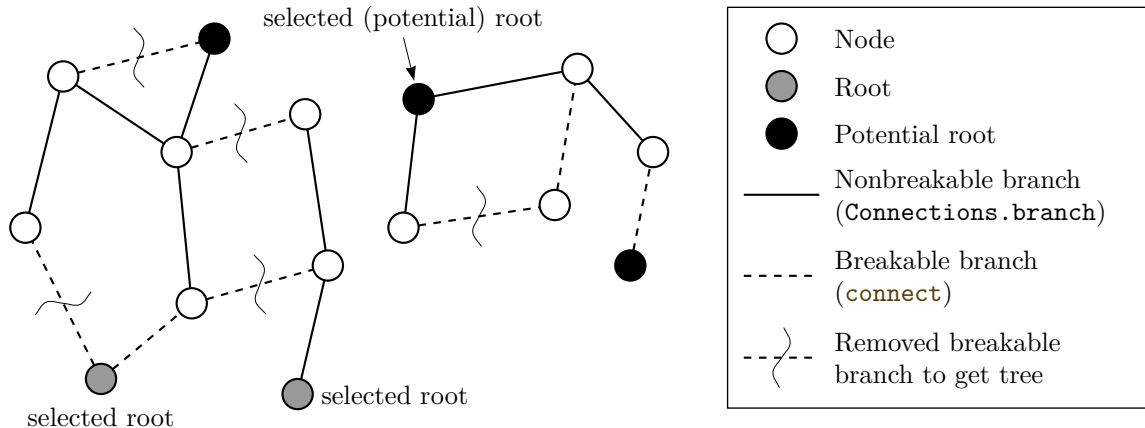 selected (potential) root
selected root
selected root
Node
Root
Potential root
Nonbreakable branch
(Connections.branch)
Breakable branch
(connect)
Removed breakable
branch to get tree